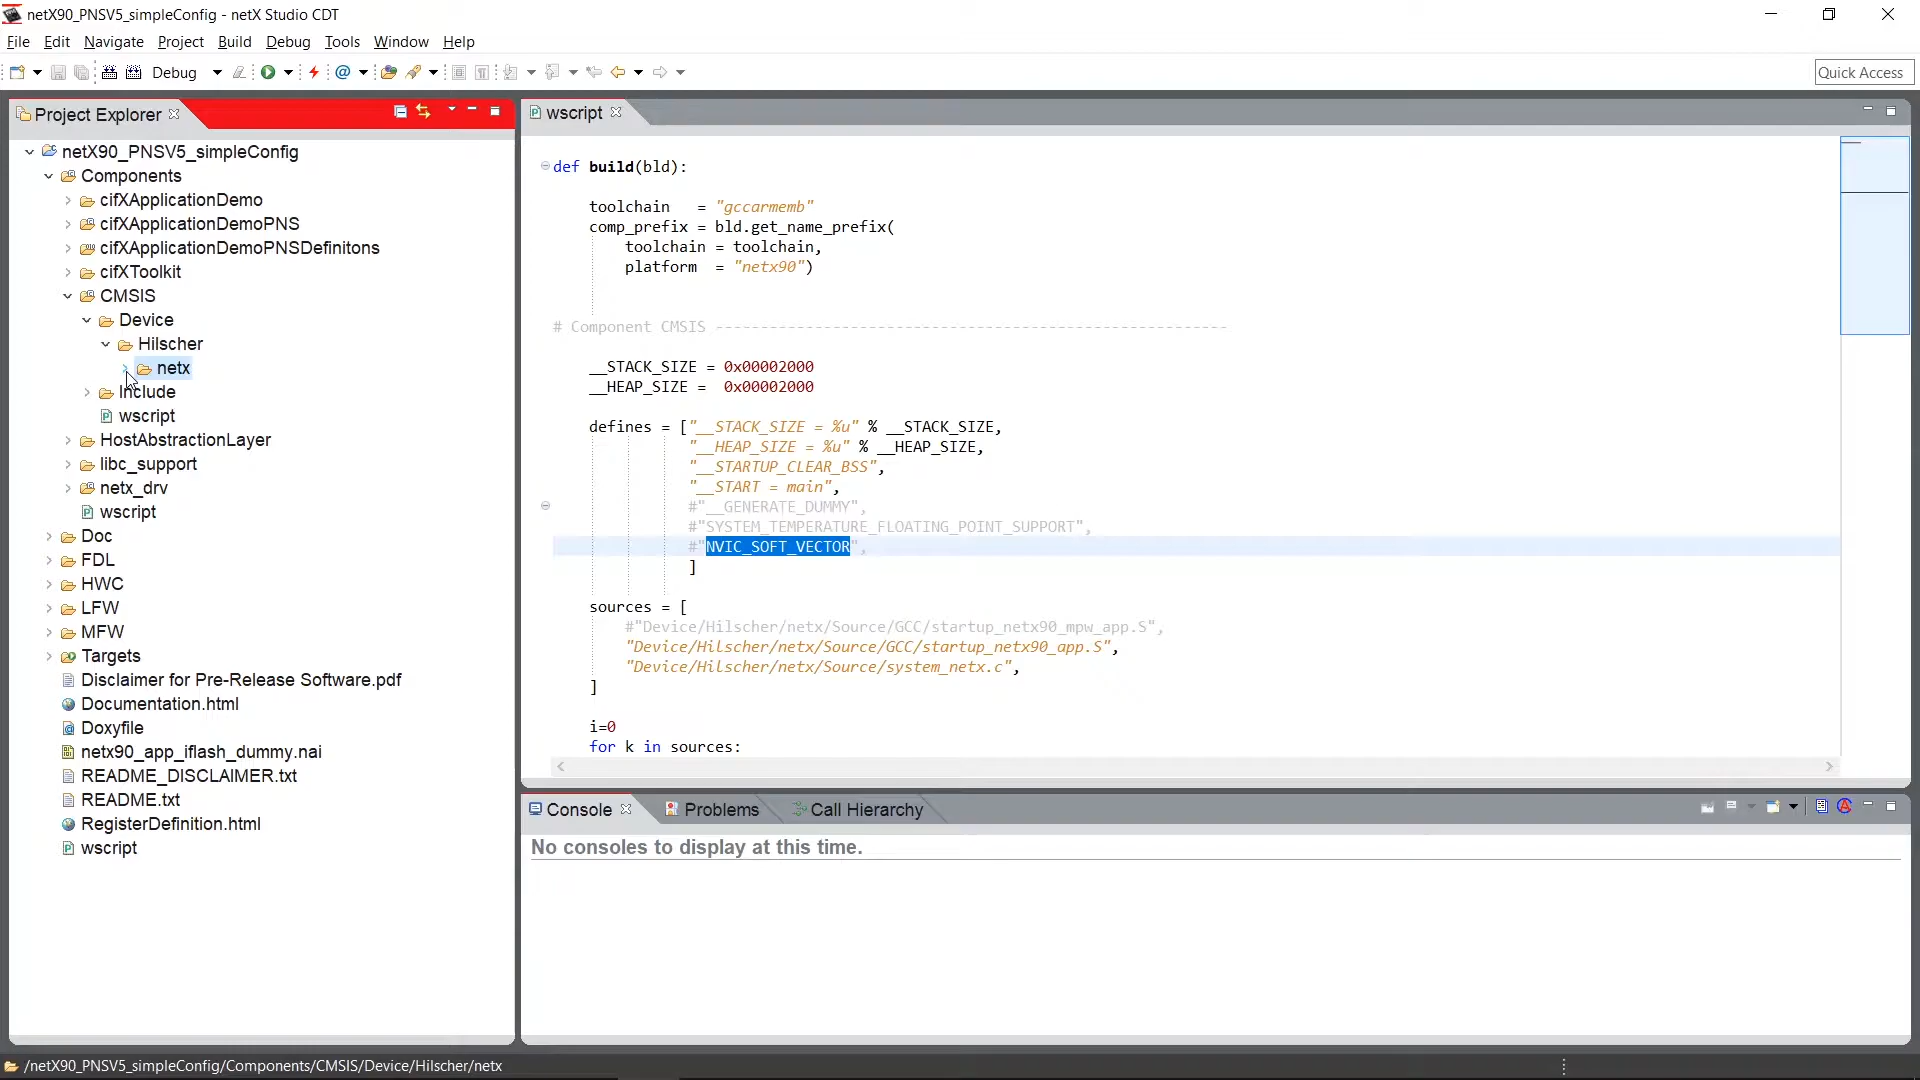 netX90_PNSV5_simpleConfig - netX Studio CDT
File Edit Navigate Project Build Debug Tools Window Help
Debug
Quick Access
Project Explorer
netX90_PNSV5_simpleConfig
Components
cifXApplicationDemo
cifXApplicationDemoPNS
cifXApplicationDemoPNSDefinitons
cifXToolkit
CMSIS
Device
Hilscher
netx
Include
wscript
HostAbstractionLayer
libc_support
netx_drv
wscript
Doc
FDL
HWC
LFW
MFW
Targets
Disclaimer for Pre-Release Software.pdf
Documentation.html
Doxyfile
netx90_app_iflash_dummy.nai
README_DISCLAIMER.txt
README.txt
RegisterDefinition.html
wscript
wscript
def build(bld):
toolchain = "gccarmemb"
comp_prefix = bld.get_name_prefix(
toolchain = toolchain,
platform = "netx90")
# Component CMSIS ---------------------------------------------------------
__STACK_SIZE = 0x00002000
__HEAP_SIZE = 0x00002000
defines = ["__STACK_SIZE = %u" % __STACK_SIZE,
"__HEAP_SIZE = %u" % __HEAP_SIZE,
"__STARTUP_CLEAR_BSS",
"__START = main",
#"__GENERATE_DUMMY",
#"SYSTEM_TEMPERATURE_FLOATING_POINT_SUPPORT",
#"NVIC_SOFT_VECTOR",
]
sources = [
#"Device/Hilscher/netx/Source/GCC/startup_netx90_mpw_app.S",
"Device/Hilscher/netx/Source/GCC/startup_netx90_app.S",
"Device/Hilscher/netx/Source/system_netx.c",
]
i=0
for k in sources:
Console Problems Call Hierarchy
No consoles to display at this time.
/netX90_PNSV5_simpleConfig/Components/CMSIS/Device/Hilscher/netx